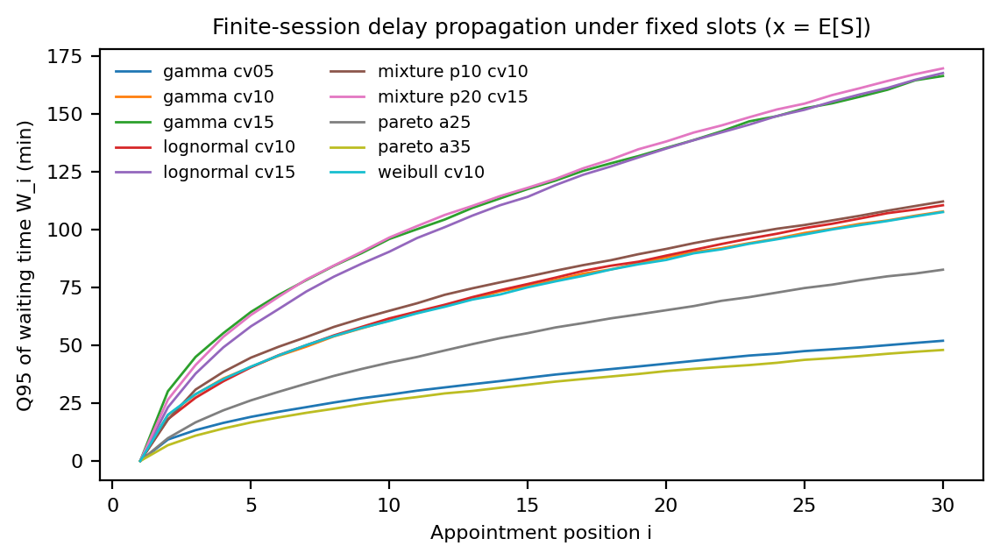 Finite-session delay propagation under fixed slots (x = E[S])
Q95 of waiting time W_i (min)
175
150
125
100
75
50
25
0
gamma cv05
gamma cv10
gamma cv15
lognormal cv10
lognormal cv15
mixture p10 cv10
mixture p20 cv15
pareto a25
pareto a35
weibull cv10
0 5 10 15 20 25 30
Appointment position i